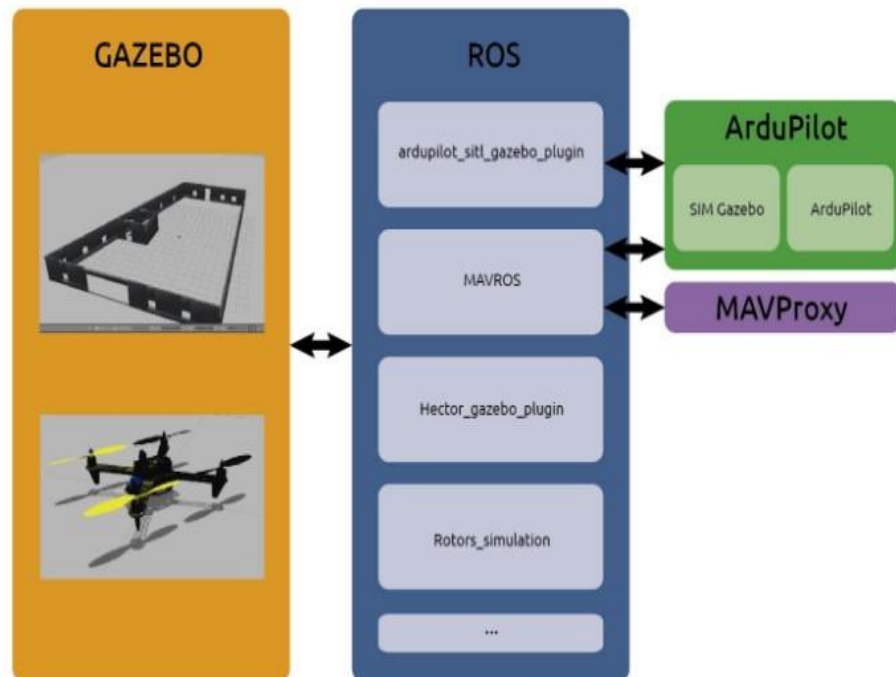 GAZEBO
ROS
ardupilot_sitl_gazebo_plugin
MAVROS
Hector_gazebo_plugin
Rotors_simulation
...
ArduPilot
SIM Gazebo
ArduPilot
MAVProxy